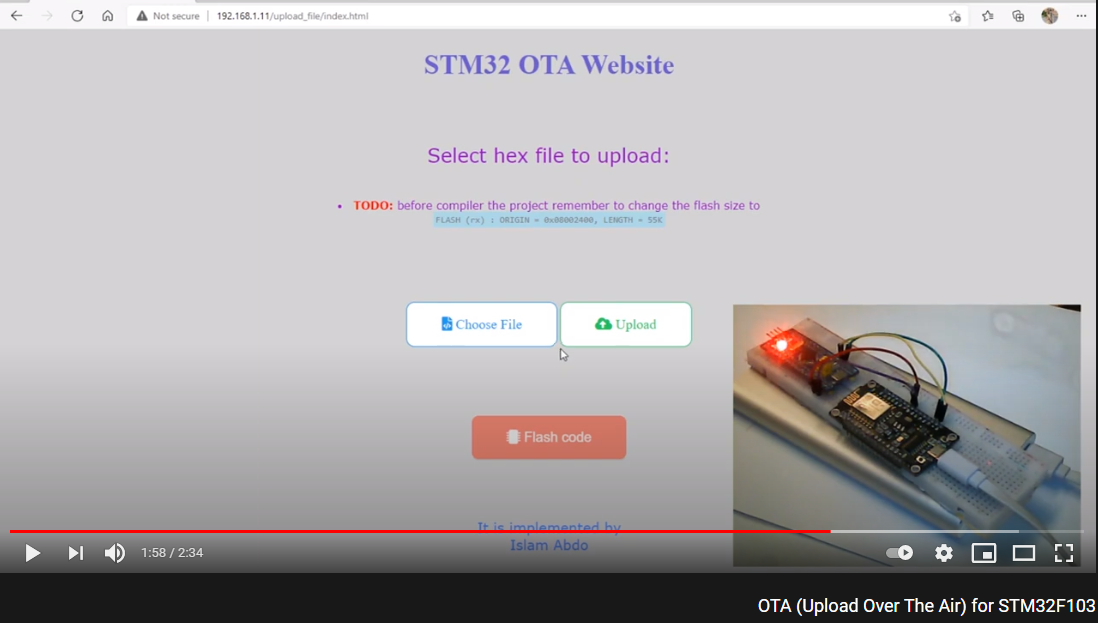 Not secure
192.168.1.11/upload_file/index.html
STM32 OTA Website
Select hex file to upload:
TODO: before compiler the project remember to change the flash size to
FLASH (rx) : ORIGIN = 0x08002400, LENGTH = 55K
Choose File
Upload
Flash code
It is implemented by
Islam Abdo
1:58 / 2:34
OTA (Upload Over The Air) for STM32F103